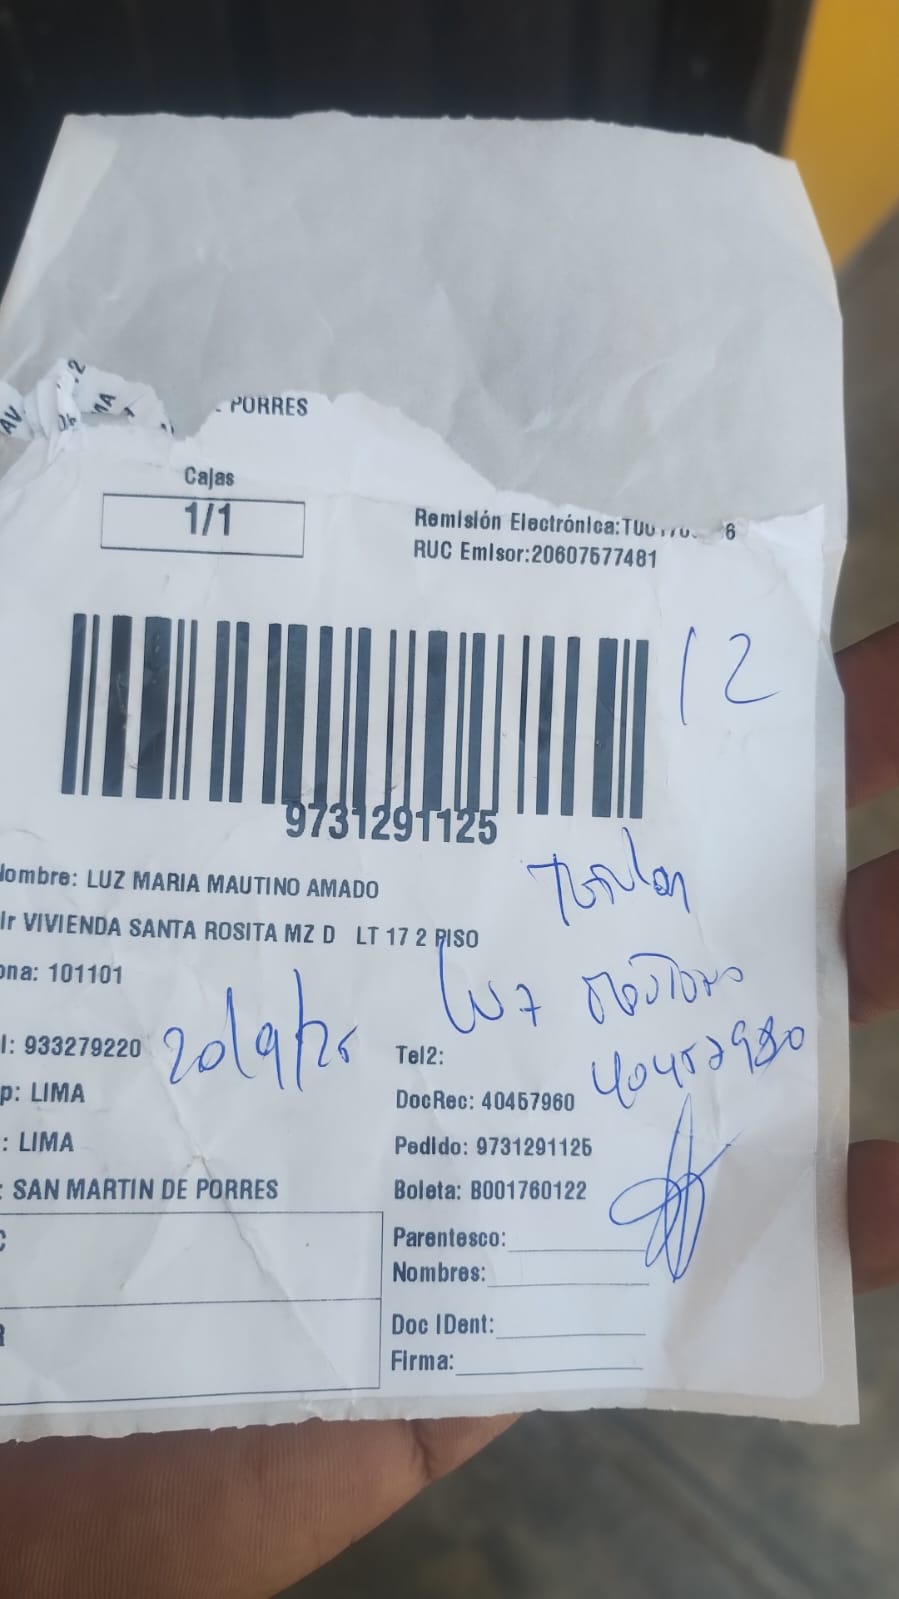 PORRES
Cajas
1/1
Remisión Electrónica:
RUC Emisor:20607577481
12
9731291125
Nombre: LUZ MARIA MAUTINO AMADO
VIVIENDA SANTA ROSITA MZ D LT 17 2 PISO
101101
933279220
20/9/25
Luz Mautino
Tel2:
LIMA
DocRec: 40457960
LIMA
Pedido: 9731291125
SAN MARTIN DE PORRES
Boleta: B001760122
Parentesco:
Nombres:
Doc IDent:
Firma: